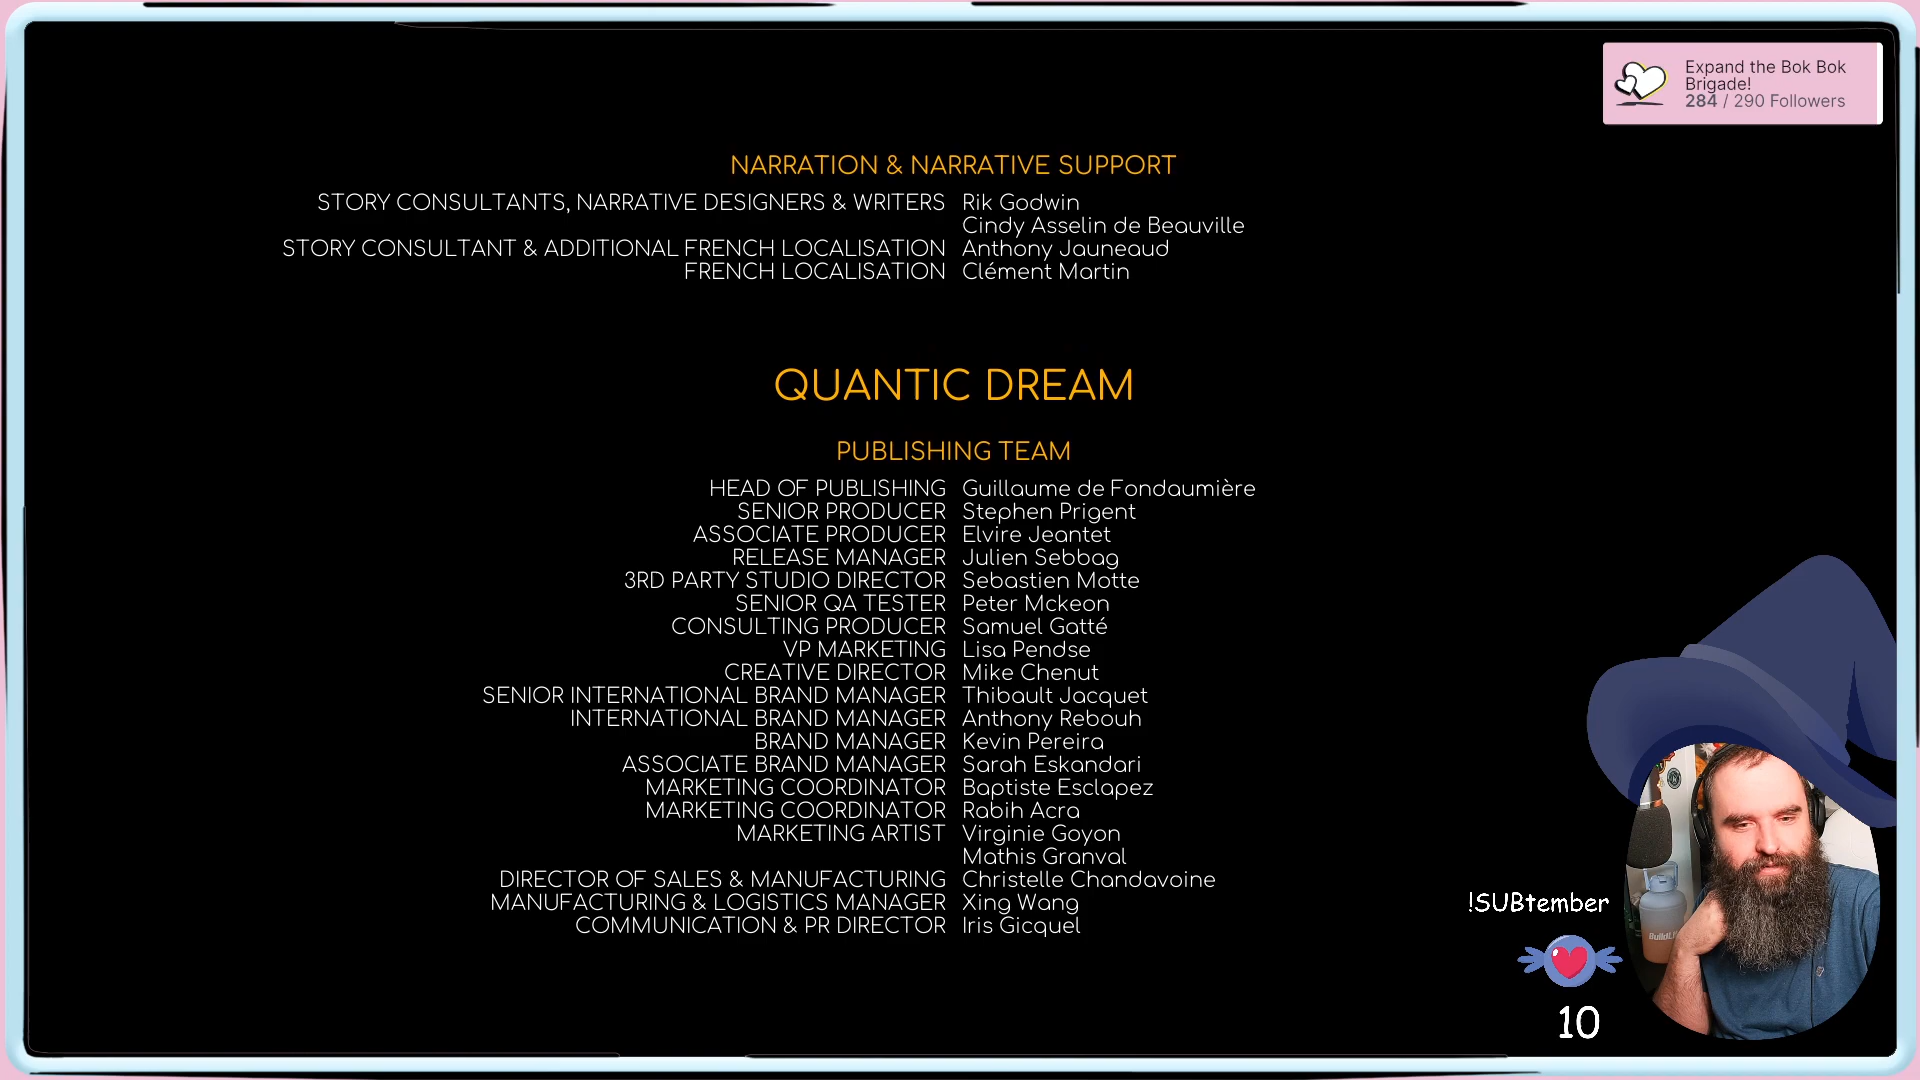 Expand the Bok Bok
Brigade!
284 / 290 Followers
NARRATION & NARRATIVE SUPPORT
STORY CONSULTANTS, NARRATIVE DESIGNERS & WRITERS Rik Godwin
Cindy Asselin de Beauville
STORY CONSULTANT & ADDITIONAL FRENCH LOCALISATION Anthony Jauneaud
FRENCH LOCALISATION Clément Martin
QUANTIC DREAM
PUBLISHING TEAM
HEAD OF PUBLISHING Guillaume de Fondaumière
SENIOR PRODUCER Stephen Prigent
ASSOCIATE PRODUCER Elvire Jeantet
RELEASE MANAGER Julien Sebbag
3RD PARTY STUDIO DIRECTOR Sebastien Motte
SENIOR QA TESTER Peter Mckeon
CONSULTING PRODUCER Samuel Gatté
VP MARKETING Lisa Pendse
CREATIVE DIRECTOR Mike Chenut
SENIOR INTERNATIONAL BRAND MANAGER Thibault Jacquet
INTERNATIONAL BRAND MANAGER Anthony Rebouh
BRAND MANAGER Kevin Pereira
ASSOCIATE BRAND MANAGER Sarah Eskandari
MARKETING COORDINATOR Baptiste Esclapez
MARKETING COORDINATOR Rabih Acra
MARKETING ARTIST Virginie Goyon
Mathis Granval
DIRECTOR OF SALES & MANUFACTURING Christelle Chandavoine
MANUFACTURING & LOGISTICS MANAGER Xing Wang
COMMUNICATION & PR DIRECTOR Iris Gicquel
!SUBtember
10